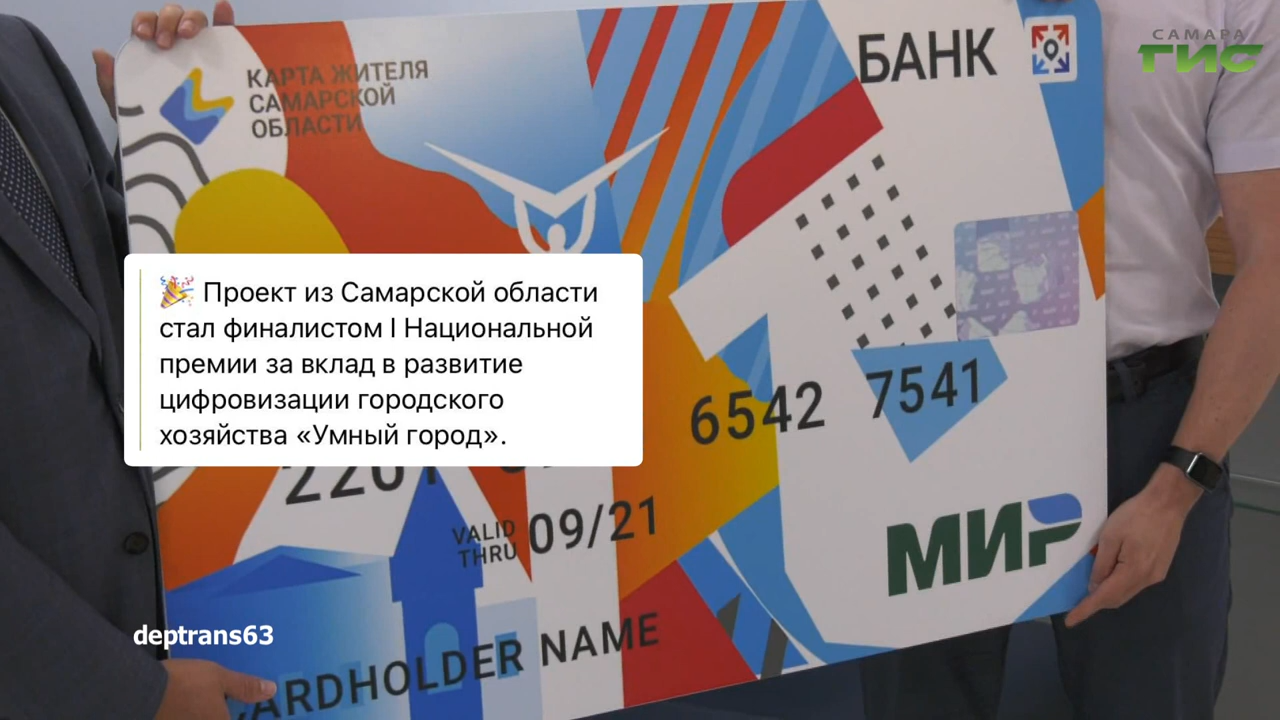 САМАРА
ГИС
КАРТА ЖИТЕЛЯ
САМАРСКОЙ
ОБЛАСТИ
БАНК
🎉 Проект из Самарской области
стал финалистом I Национальной
премии за вклад в развитие
цифровизации городского
хозяйства «Умный город».
6542 7541
VALID
THRU
09/21
МИР
CARDHOLDER NAME
deptrans63